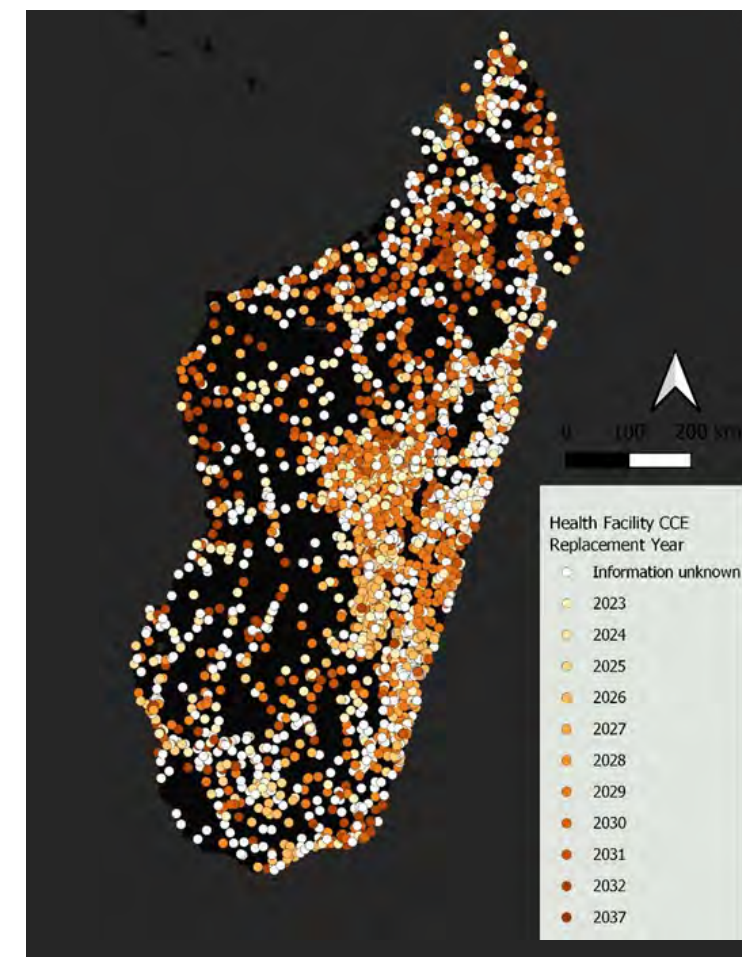 0 100 200 km
Health Facility CCE
Replacement Year
Information unknown
2023
2024
2025
2026
2027
2028
2029
2030
2031
2032
2037